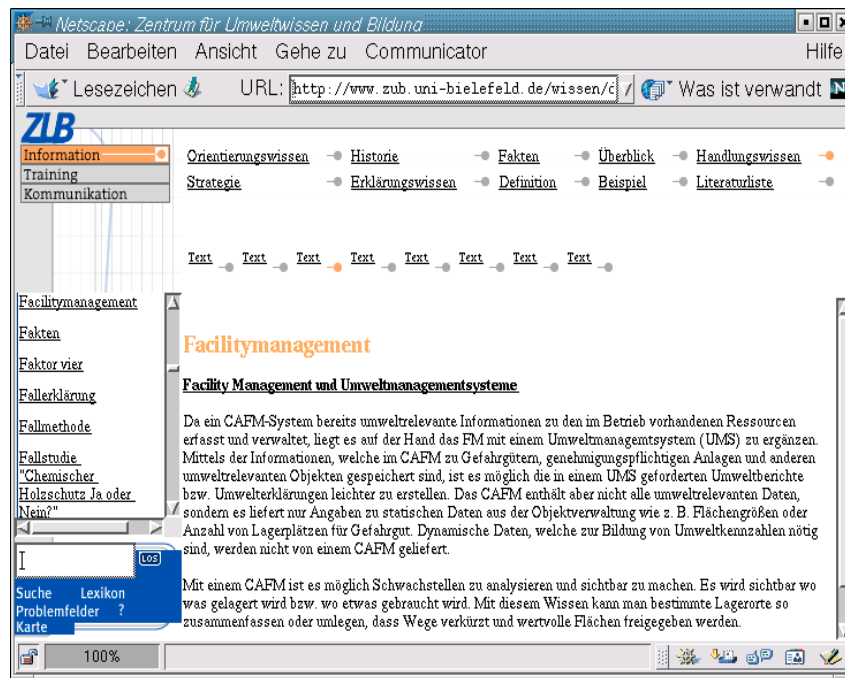 Netscape: Zentrum für Umweltwissen und Bildung
Datei Bearbeiten Ansicht Gehe zu Communicator Hilfe
Lesezeichen URL: http://www.zub.uni-bielefeld.de/wissen/d Was ist verwandt N
ZUB
Information
Training
Kommunikation
Orientierungswissen Historie Fakten Überblick Handlungswissen
Strategie Erklärungswissen Definition Beispiel Literaturliste
Text Text Text Text Text Text Text Text
Facilitymanagement
Fakten
Faktor vier
Fallerklärung
Fallmethode
Fallstudie
"Chemischer
Holzschutz Ja oder
Nein?"
LOS
Suche Lexikon
Problemfelder ?
Karte
Facilitymanagement
Facility Management und Umweltmanagementsysteme
Da ein CAFM-System bereits umweltrelevante Informationen zu den im Betrieb vorhandenen Ressourcen
erfasst und verwaltet, liegt es auf der Hand das FM mit einem Umweltmanagemtsystem (UMS) zu ergänzen.
Mittels der Informationen, welche im CAFM zu Gefahrgütern, genehmigungspflichtigen Anlagen und anderen
umweltrelevanten Objekten gespeichert sind, ist es möglich die in einem UMS geforderten Umweltberichte
bzw. Umwelterklärungen leichter zu erstellen. Das CAFM enthält aber nicht alle umweltrelevanten Daten,
sondern es liefert nur Angaben zu statischen Daten aus der Objektverwaltung wie z. B. Flächengrößen oder
Anzahl von Lagerplätzen für Gefahrgut. Dynamische Daten, welche zur Bildung von Umweltkennzahlen nötig
sind, werden nicht von einem CAFM geliefert.
Mit einem CAFM ist es möglich Schwachstellen zu analysieren und sichtbar zu machen. Es wird sichtbar wo
was gelagert wird bzw. wo etwas gebraucht wird. Mit diesem Wissen kann man bestimmte Lagerorte so
zusammenfassen oder umlegen, dass Wege verkürzt und wertvolle Flächen freigegeben werden.
100%